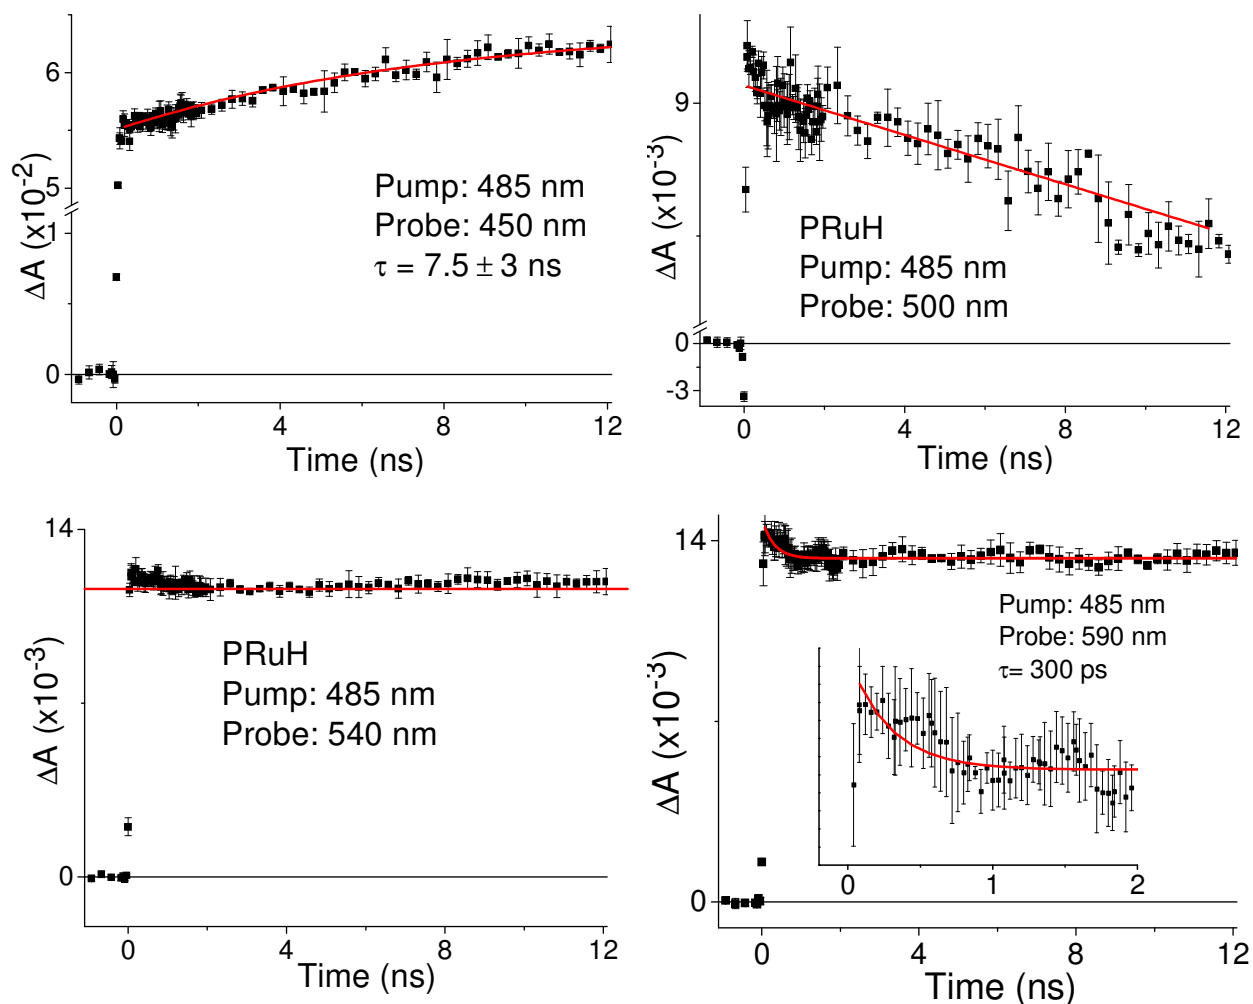 6
5
1
0
ΔA (x10-2)
Pump: 485 nm
Probe: 450 nm
τ = 7.5 ± 3 ns
0
4
8
12
Time (ns)
9
0
-3
ΔA (x10-3)
PRuH
Pump: 485 nm
Probe: 500 nm
0
4
8
12
Time (ns)
14
0
ΔA (x10-3)
PRuH
Pump: 485 nm
Probe: 540 nm
0
4
8
12
Time (ns)
14
0
ΔA (x10-3)
Pump: 485 nm
Probe: 590 nm
τ= 300 ps
0
1
2
0
4
8
12
Time (ns)